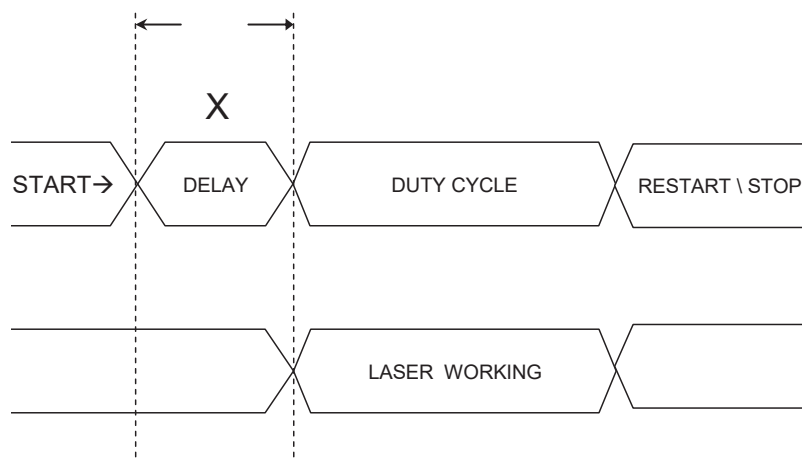 X
START→ DELAY DUTY CYCLE RESTART \ STOP
LASER WORKING